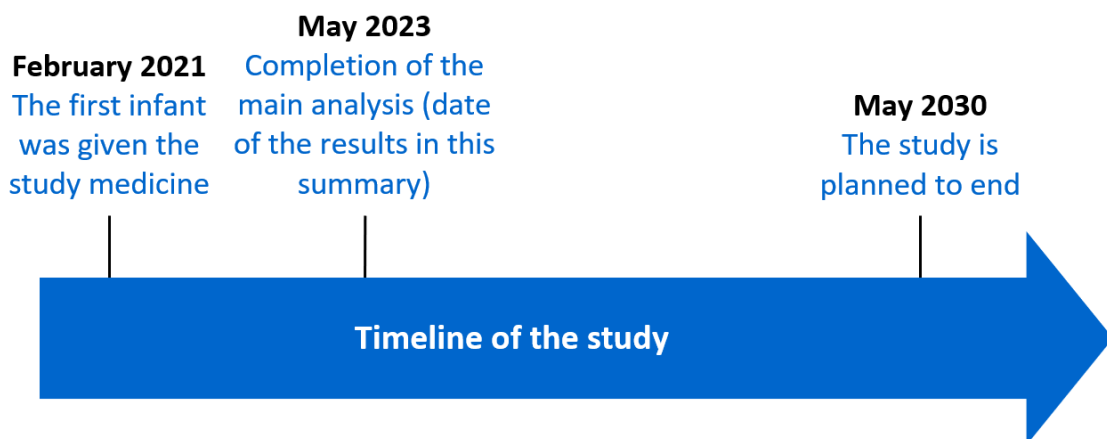 February 2021
The first infant
was given the
study medicine
May 2023
Completion of the
main analysis (date
of the results in this
summary)
May 2030
The study is
planned to end
Timeline of the study